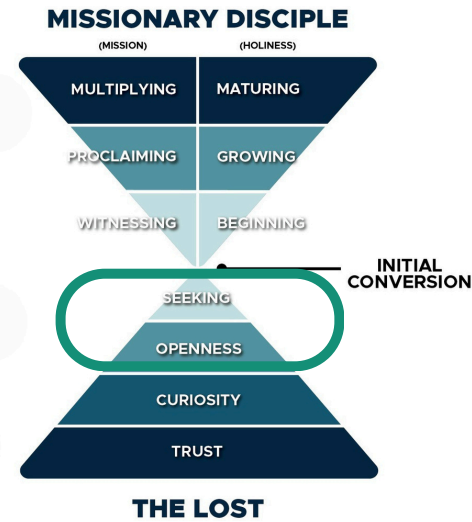 MISSIONARY DISCIPLE
(MISSION) (HOLINESS)
MULTIPLYING MATURING
PROCLAIMING GROWING
WITNESSING BEGINNING
INITIAL
CONVERSION
SEEKING
OPENNESS
CURIOSITY
TRUST
THE LOST